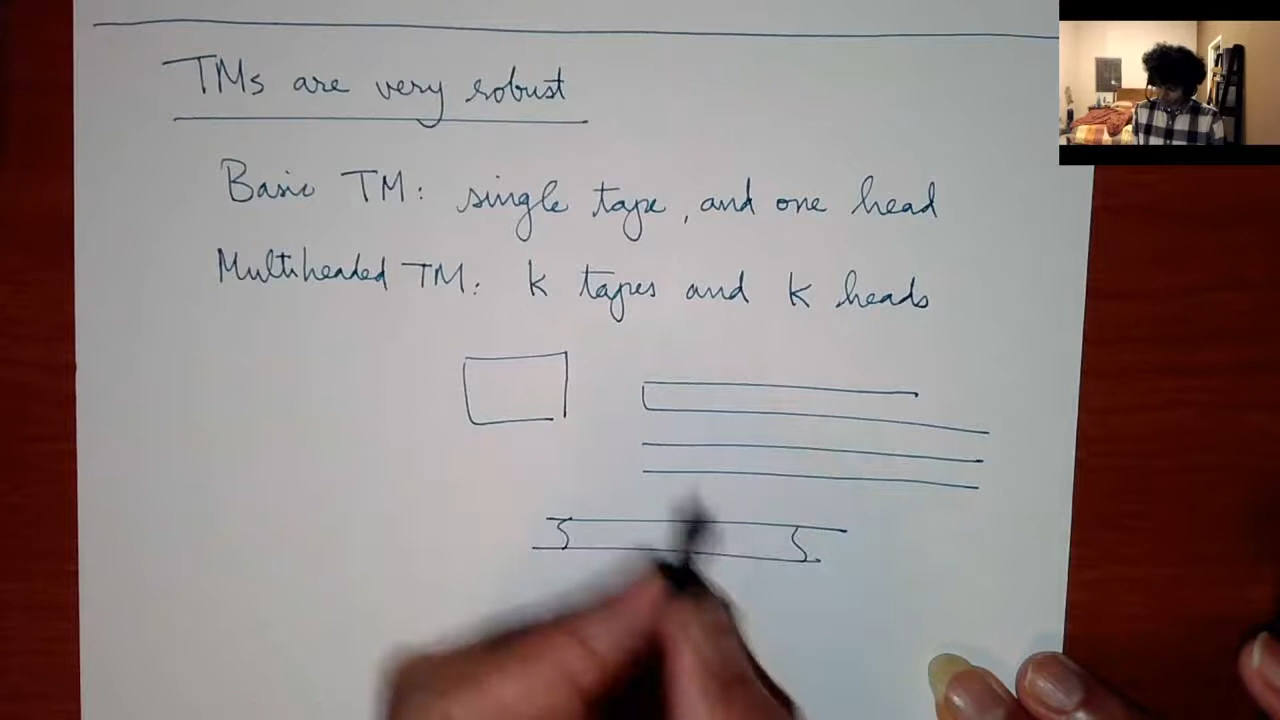 TMs are very robust
Basic TM: single tape, and one head
Multiheaded TM: k tapes and k heads